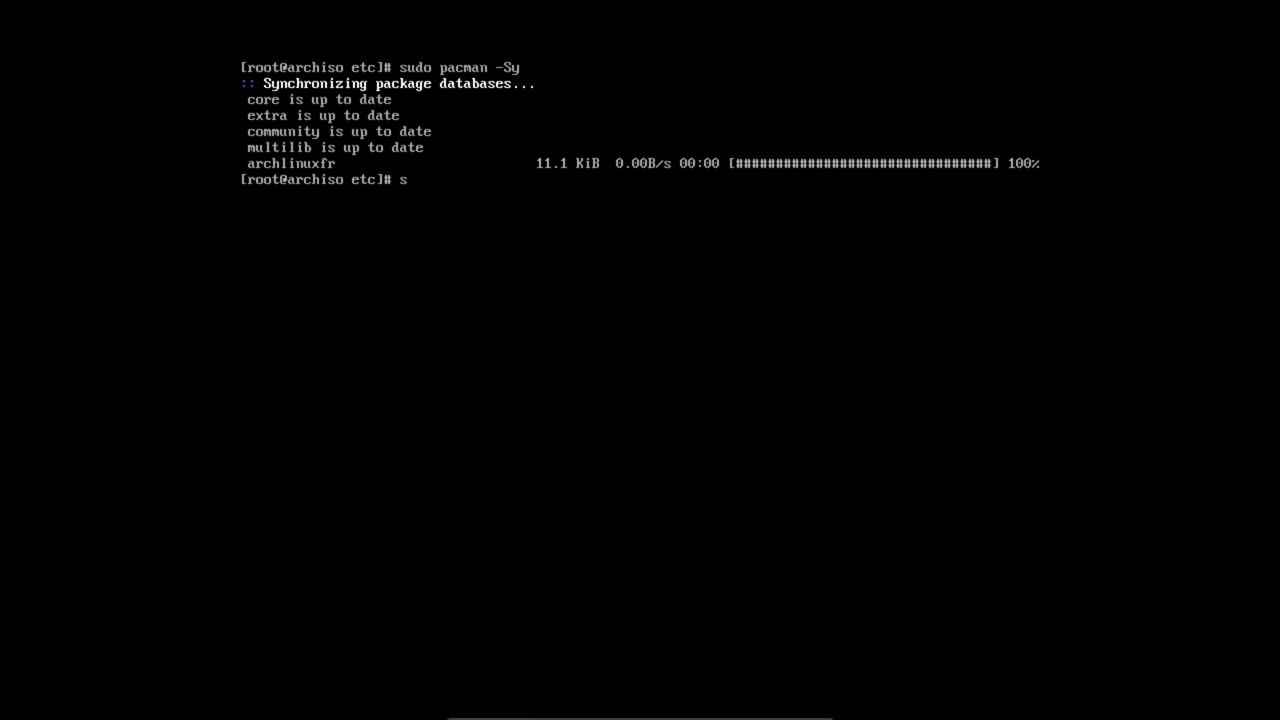 [root@archiso etc]# sudo pacman -Sy
:: Synchronizing package databases...
core is up to date
extra is up to date
community is up to date
multilib is up to date
archlinuxfr 11.1 KiB 0.00B/s 00:00 [################################] 100%
[root@archiso etc]# s